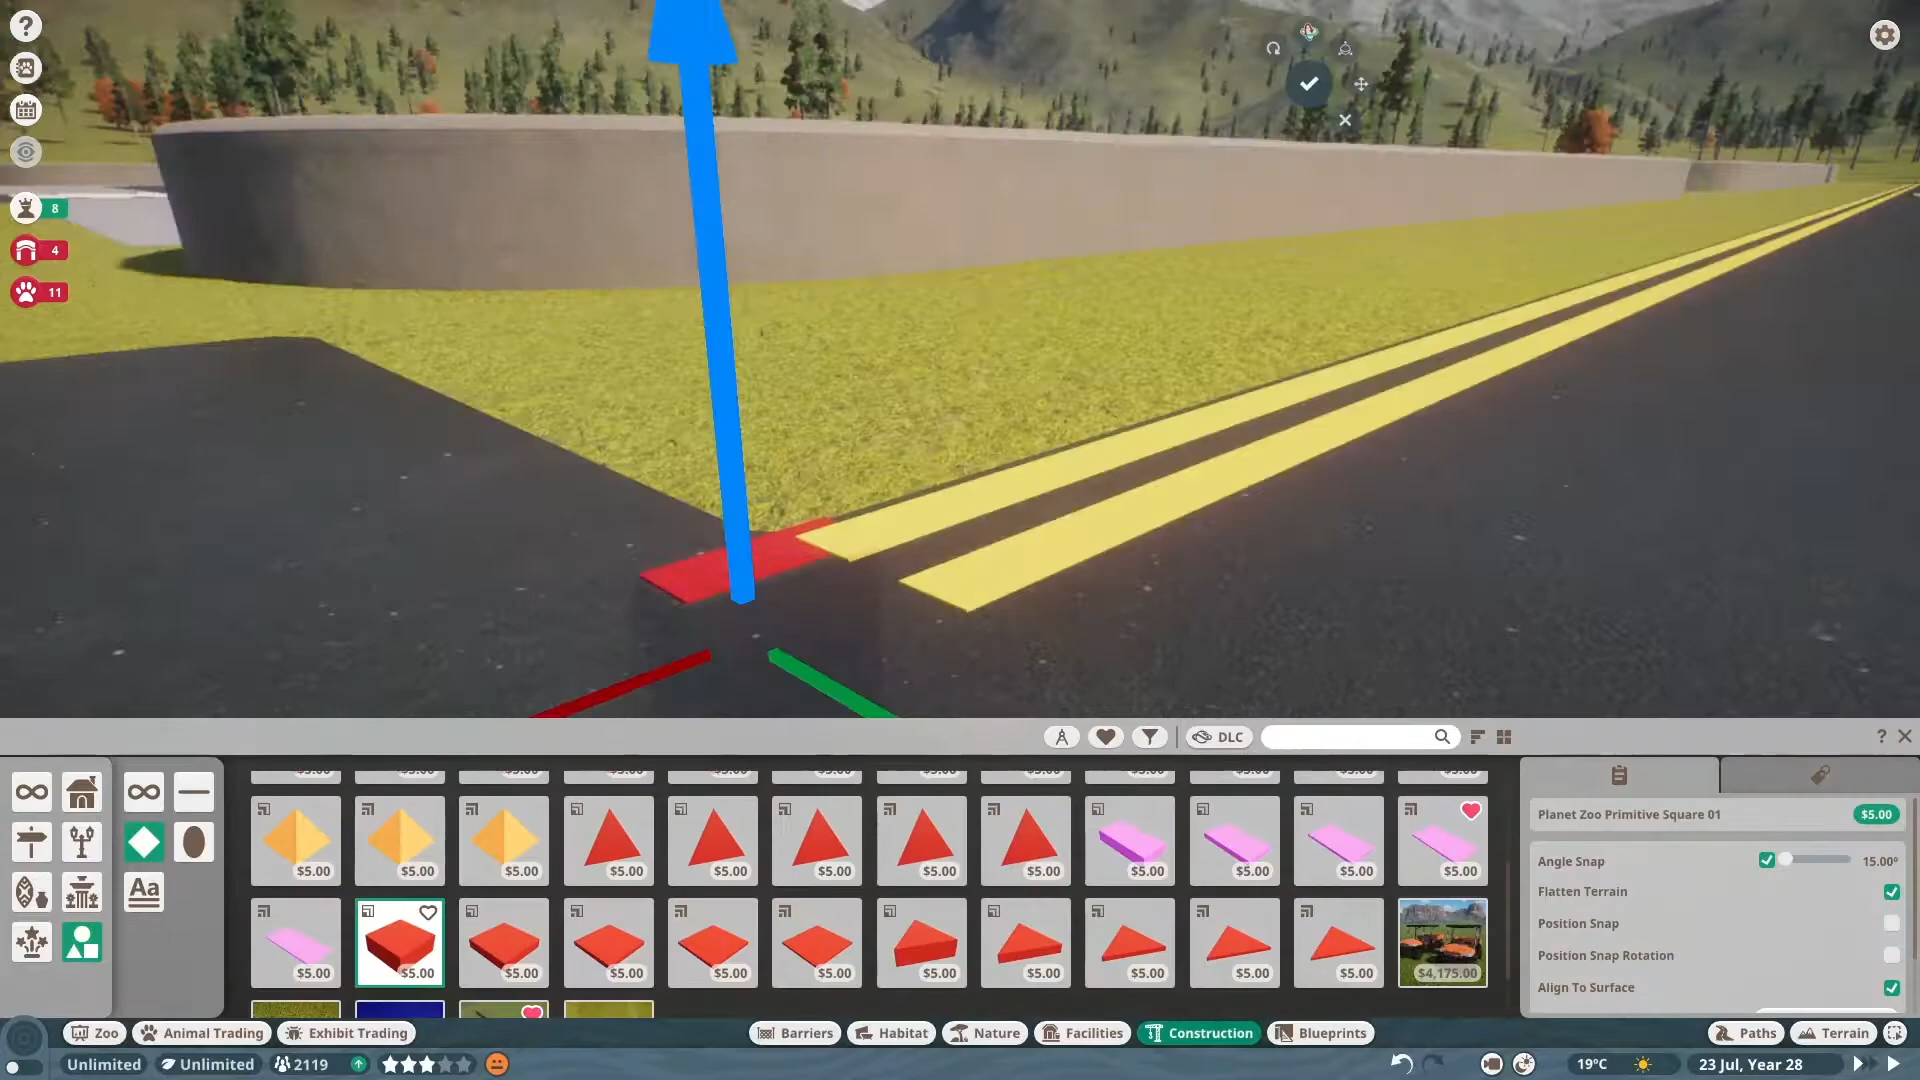 ?
8
4
11
DLC
? ×
$5.00 $5.00 $5.00 $5.00 $5.00 $5.00 $5.00 $5.00 $5.00 $5.00 $5.00 $5.00
$5.00 $5.00 $5.00 $5.00 $5.00 $5.00 $5.00 $5.00 $5.00 $5.00 $5.00 $4,175.00
Aa
Planet Zoo Primitive Square 01 $5.00
Angle Snap 15.00°
Flatten Terrain
Position Snap
Position Snap Rotation
Align To Surface
Zoo Animal Trading Exhibit Trading Barriers Habitat Nature Facilities Construction Blueprints Paths Terrain
Unlimited Unlimited 2119 19°C 23 Jul, Year 28